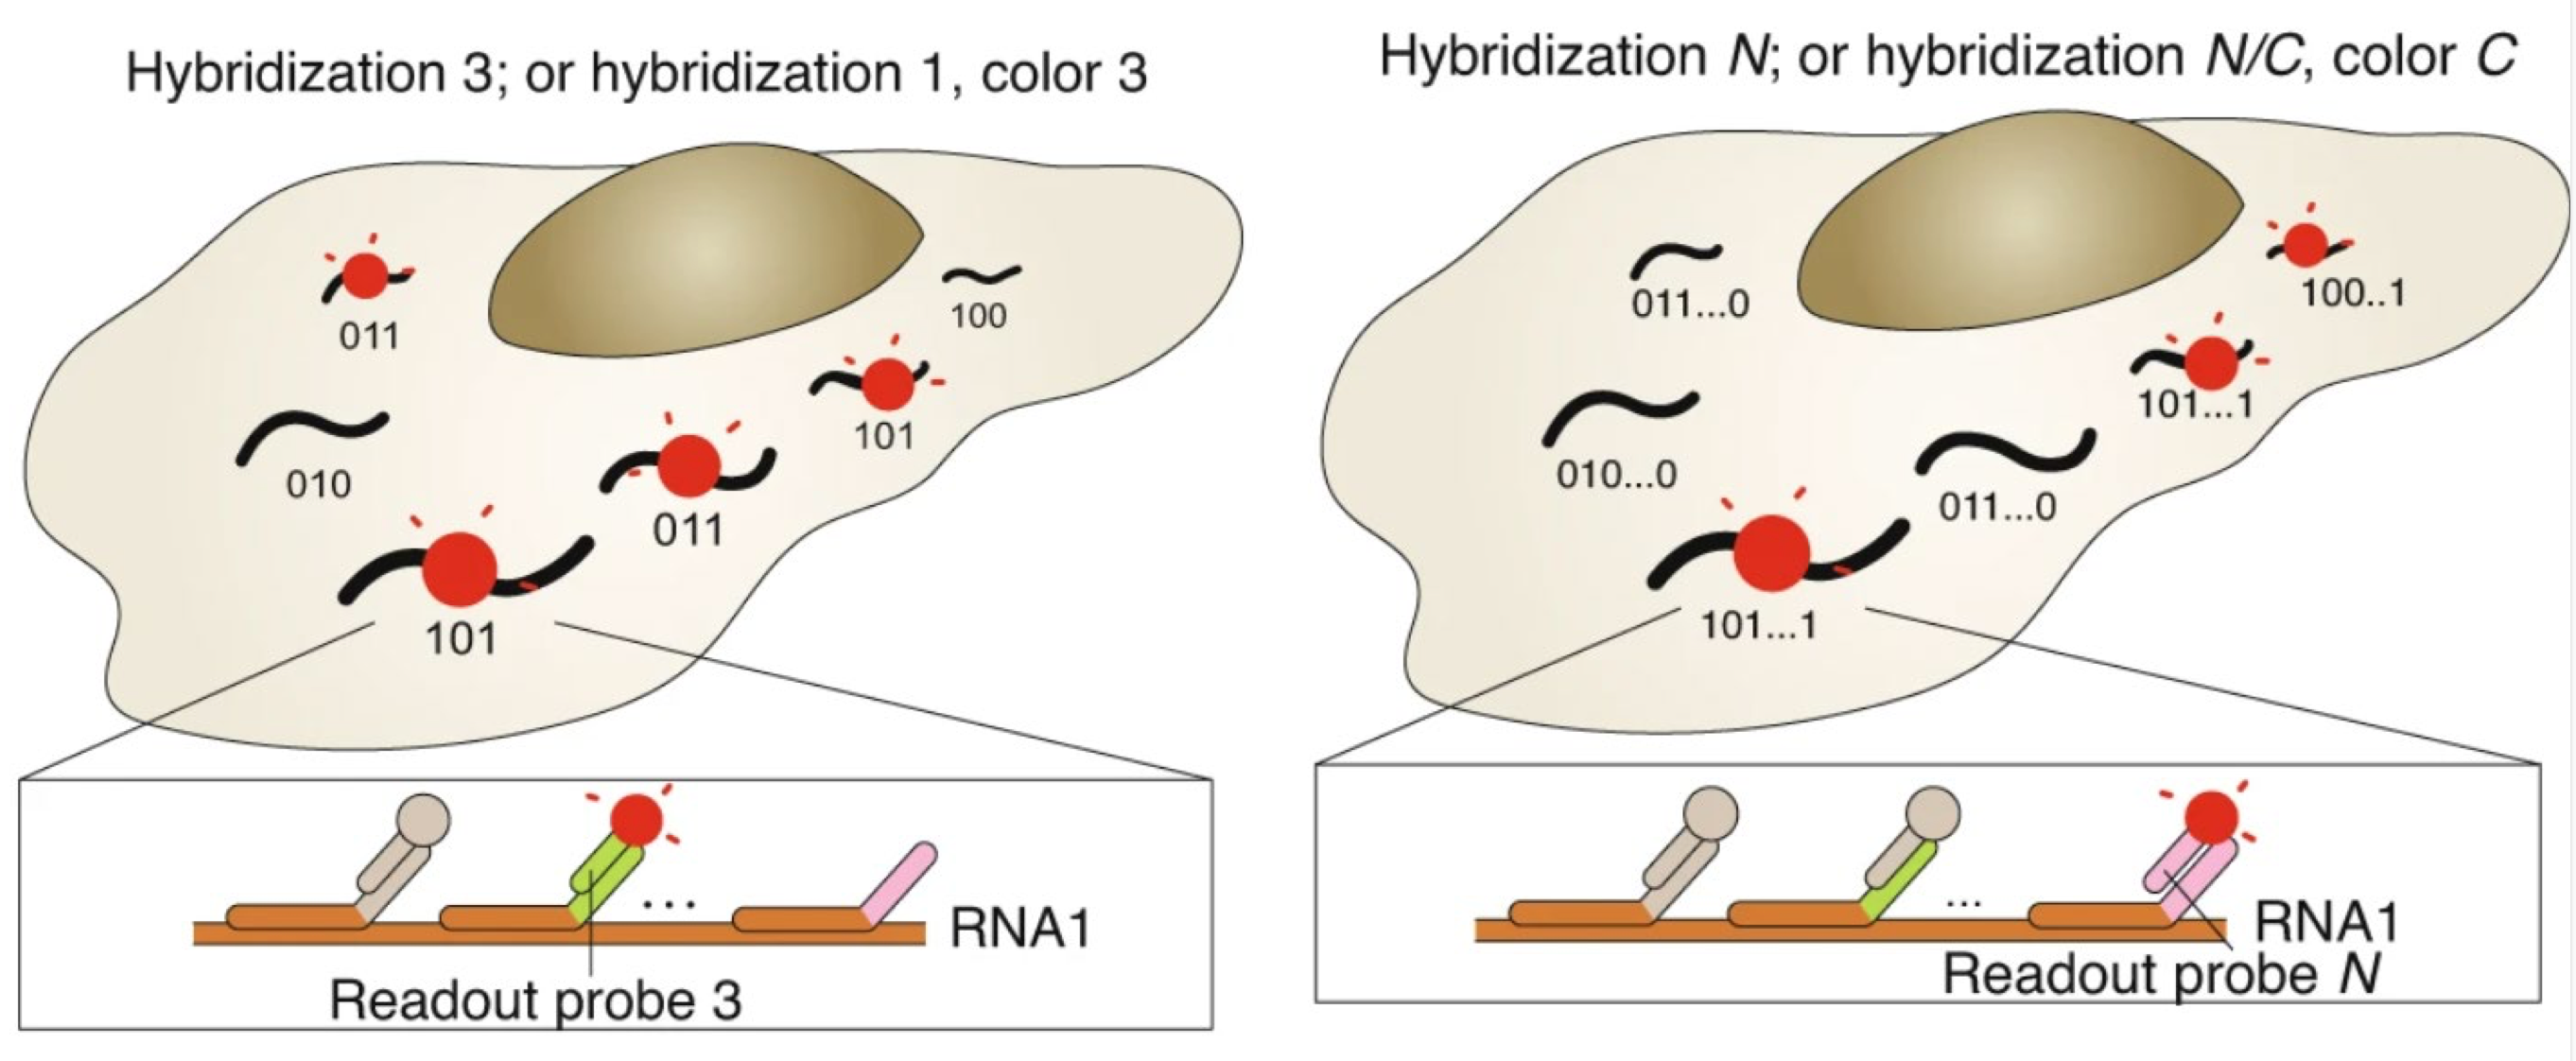 Hybridization 3; or hybridization 1, color 3
011
100
101
010
011
101
RNA1
Readout probe 3
Hybridization N; or hybridization N/C, color C
011...0
100..1
101...1
010...0
011...0
101...1
RNA1
Readout probe N
...
...